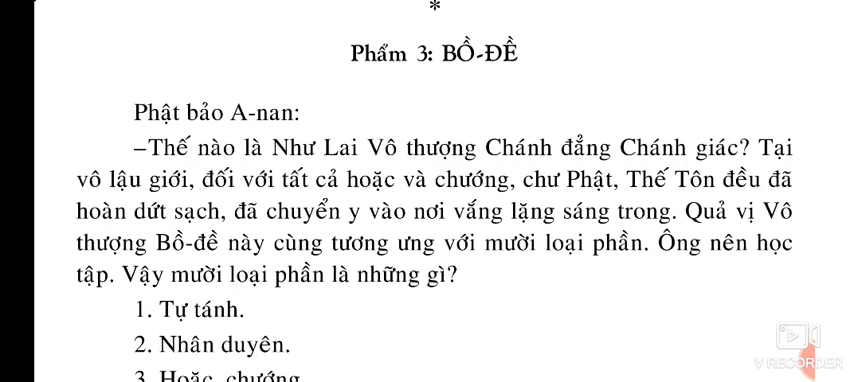 *
Phẩm 3: BỒ-ĐỀ
Phật bảo A-nan:
–Thế nào là Như Lai Vô thượng Chánh đẳng Chánh giác? Tại
vô lậu giới, đối với tất cả hoặc và chướng, chư Phật, Thế Tôn đều đã
hoàn dứt sạch, đã chuyển y vào nơi vắng lặng sáng trong. Quả vị Vô
thượng Bồ-đề này cùng tương ưng với mười loại phần. Ông nên học
tập. Vậy mười loại phần là những gì?
1. Tự tánh.
2. Nhân duyên.
3. Hoặc, chướng.
V RECORDER